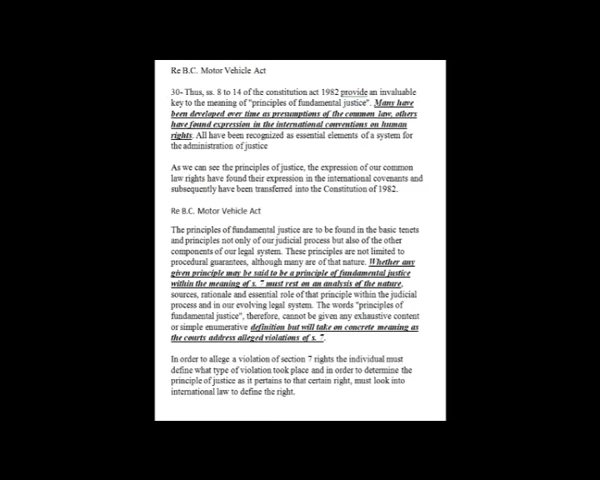 Re B.C. Motor Vehicle Act
30- Thus, ss. 8 to 14 of the constitution act 1982 provide an invaluable
key to the meaning of "principles of fundamental justice". Mans have
been developed over time as presumptions of the common law, others
have found expression in the international conventions on human
rights. All have been recognized as essential elements of a system for
the administration of justice
As we can see the principles of justice, the expression of our common
law rights have found their expression in the international covenants and
subsequently have been transferred into the Constitution of 1982.
Re B.C. Motor Vehicle Act
The principles of fundamental justice are to be found in the basic tenets
and principles not only of our judicial process but also of the other
components of our legal system. These principles are not limited to
procedural guarantees, although many are of that nature. Whether any
given principle may be said to be a principle of fundamental justice
within the meaning of s. 7 must rest on an analysis of the nature,
sources, rationale and essential role of that principle within the judicial
process and in our evolving legal system. The words "principles of
fundamental justice", therefore, cannot be given any exhaustive content
or simple enumerative definition but will take on concrete meaning as
the courts address alleged violations of s. 7.
In order to allege a violation of section 7 rights the individual must
define what type of violation took place and in order to determine the
principle of justice as it pertains to that certain right, must look into
international law to define the right.